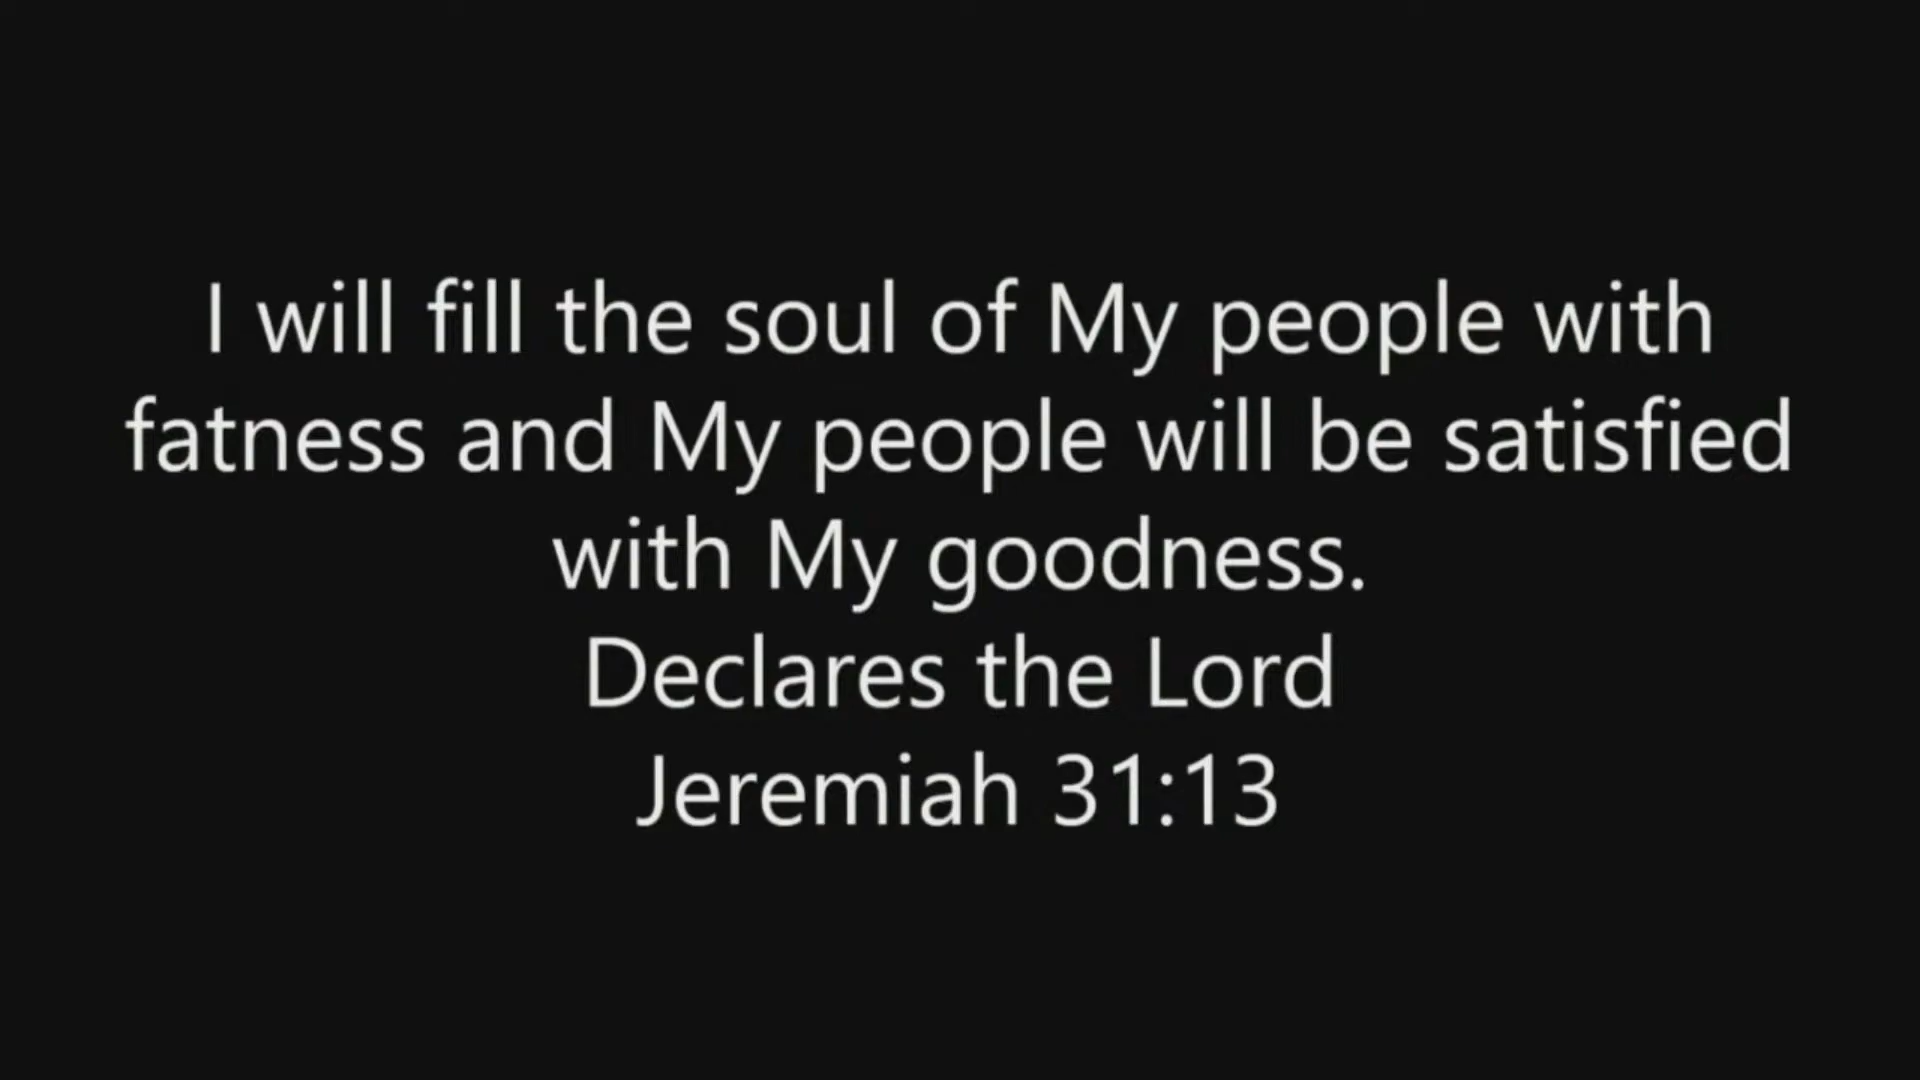 I will fill the soul of My people with
fatness and My people will be satisfied
with My goodness.
Declares the Lord
Jeremiah 31:13